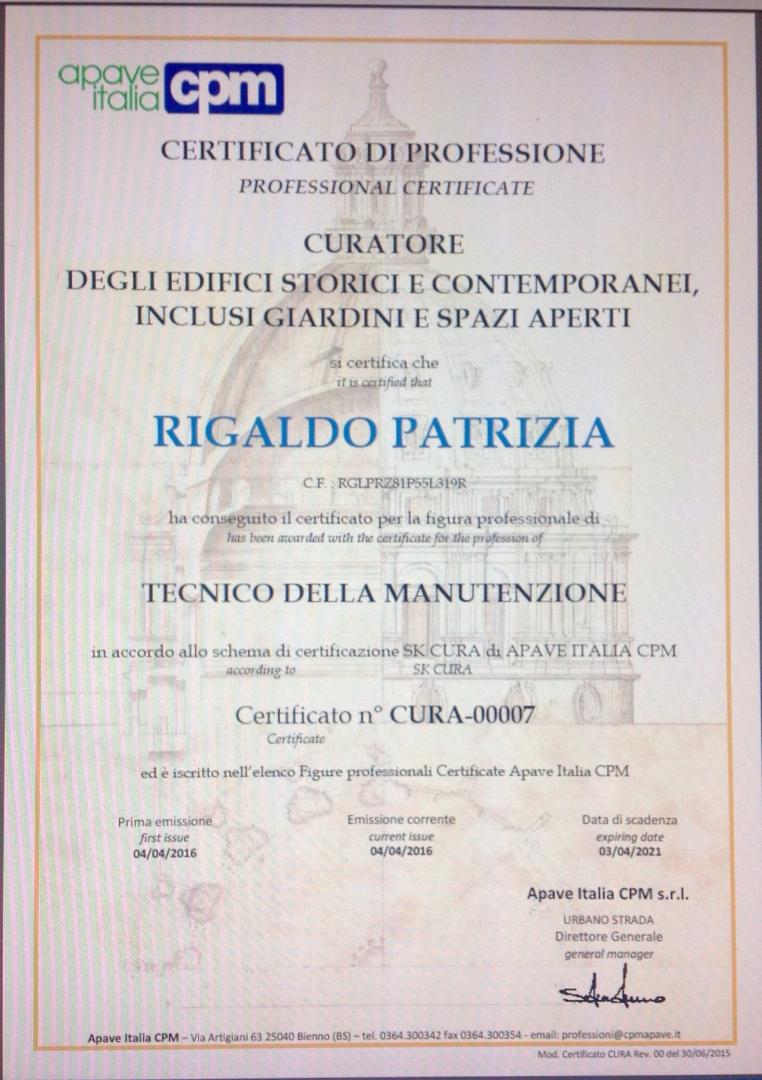 apave
italia
cpm
CERTIFICATO DI PROFESSIONE
PROFESSIONAL CERTIFICATE
CURATORE
DEGLI EDIFICI STORICI E CONTEMPORANEI,
INCLUSI GIARDINI E SPAZI APERTI
si certifica che
it is certified that
RIGALDO PATRIZIA
C.F. : RGLPRZ81P55L319R
ha conseguito il certificato per la figura professionale di
has been awarded with the certificate for the profession of
TECNICO DELLA MANUTENZIONE
in accordo allo schema di certificazione SK CURA di APAVE ITALIA CPM
according to SK CURA
Certificato n° CURA-00007
Certificate
ed è iscritto nell'elenco Figure professionali Certificate Apave Italia CPM
Prima emissione
first issue
04/04/2016
Emissione corrente
current issue
04/04/2016
Data di scadenza
expiring date
03/04/2021
Apave Italia CPM s.r.l.
URBANO STRADA
Direttore Generale
general manager
Apave Italia CPM – Via Artigiani 63 25040 Bienno (BS) – tel. 0364.300342 fax 0364.300354 - email: professioni@cpmapave.it
Mod. Certificato CURA Rev. 00 del 30/06/2015